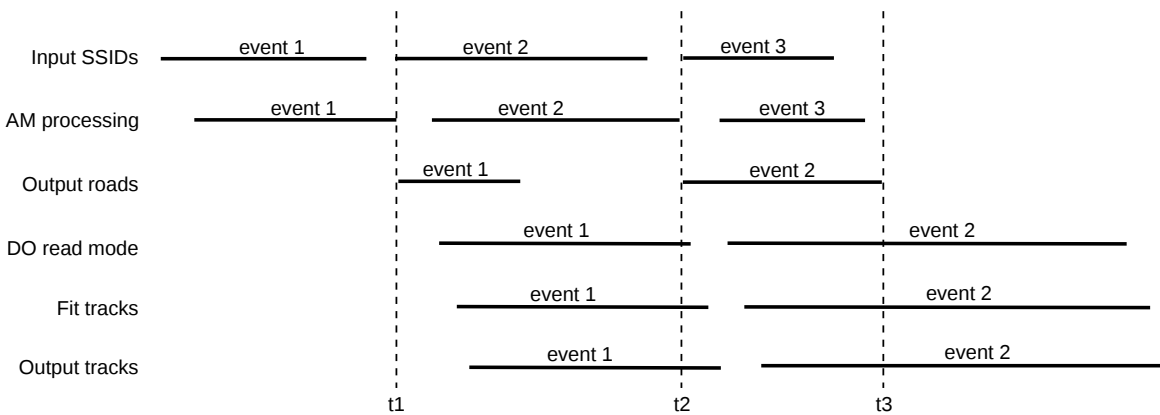 Input SSIDs event 1 event 2 event 3
AM processing event 1 event 2 event 3
Output roads event 1 event 2
DO read mode event 1 event 2
Fit tracks event 1 event 2
Output tracks event 1 event 2
t1 t2 t3